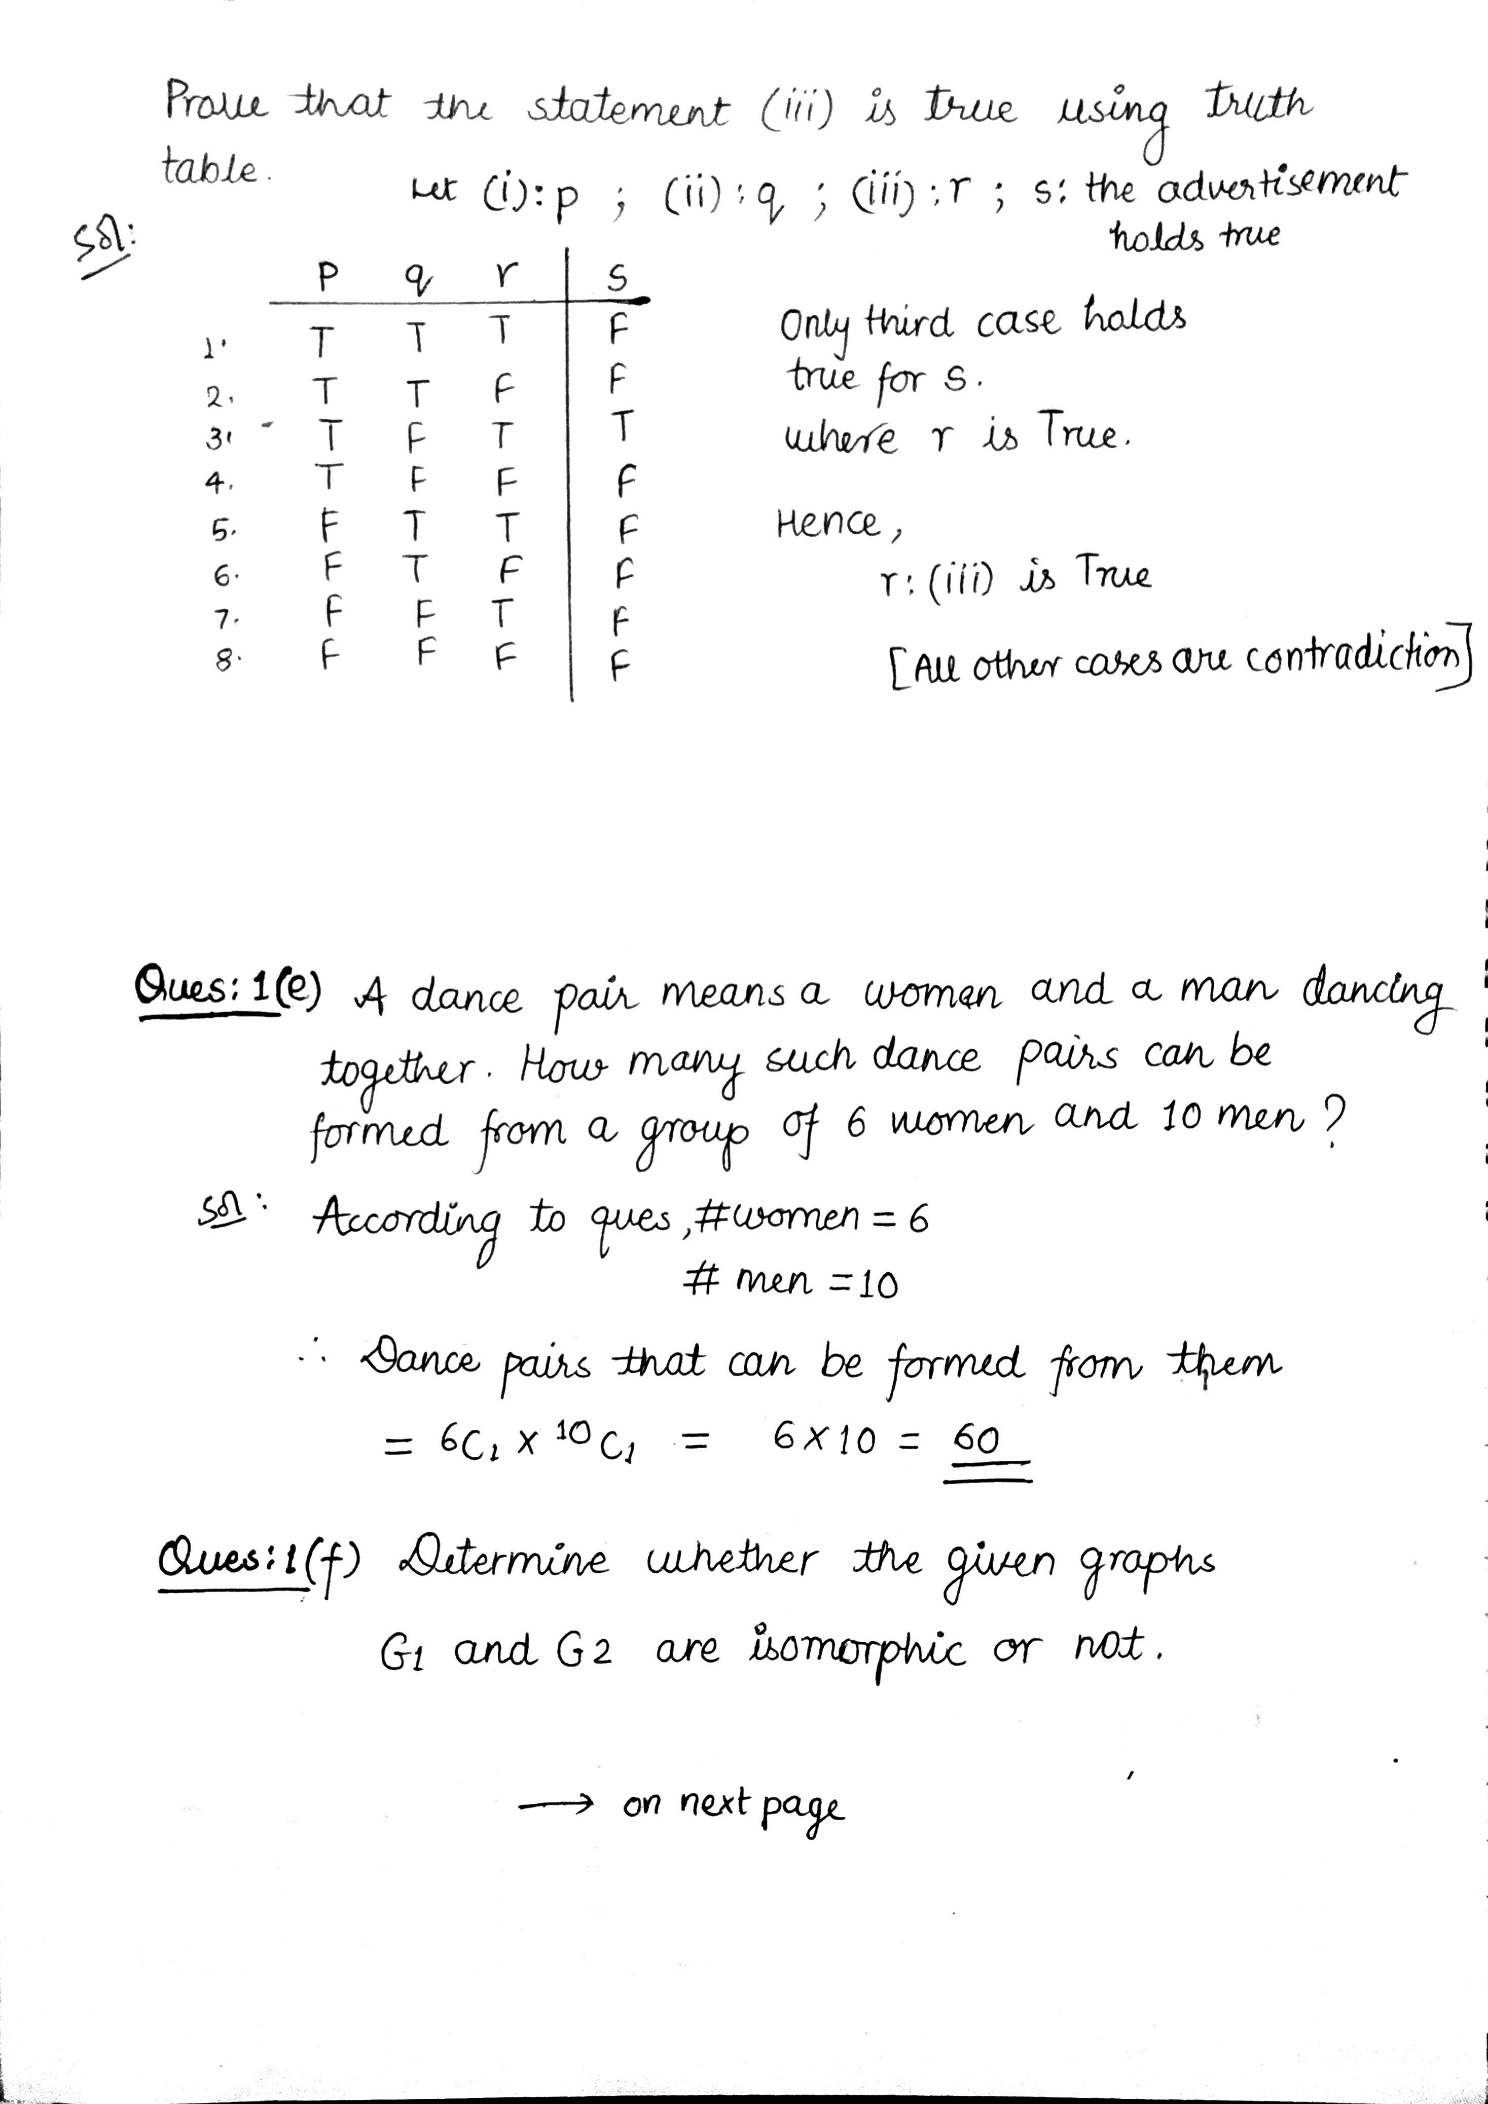 Prove that the statement (iii) is true using truth
table.
Let (i): p ; (ii) : q ; (iii) : r ; s: the advertisement
holds true
Sol:
p q r s
1. T T T F
2. T T F F
3. T F T T
4. T F F F
5. F T T F
6. F T F F
7. F F T F
8. F F F F
Only third case holds
true for s.
where r is True.
Hence,
r: (iii) is True
[All other cases are contradiction]
Ques: 1(e) A dance pair means a women and a man dancing
together. How many such dance pairs can be
formed from a group of 6 women and 10 men ?
Sol: According to ques, #women = 6
# men = 10
∴ Dance pairs that can be formed from them
= 6C₁ x ¹⁰C₁ = 6 x 10 = 60
Ques: 1(f) Determine whether the given graphs
G1 and G2 are isomorphic or not.
→ on next page